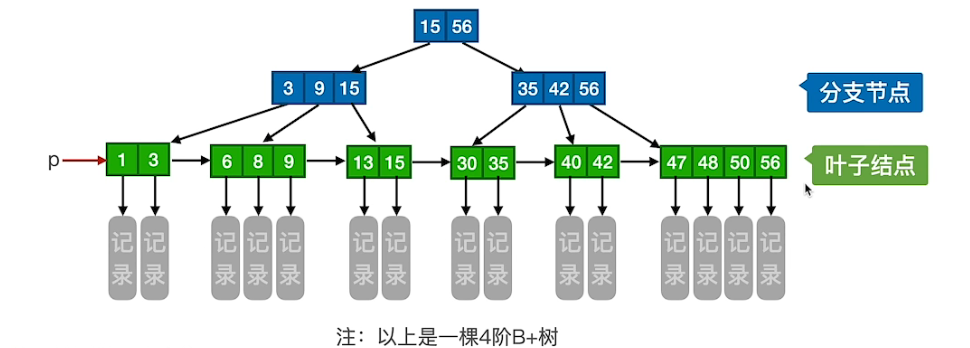 15 56
3 9 15
35 42 56
分支节点
p
1 3
6 8 9
13 15
30 35
40 42
47 48 50 56
叶子结点
记录 记录 记录 记录 记录 记录 记录 记录 记录 记录 记录 记录 记录 记录 记录
注：以上是一棵4阶B+树